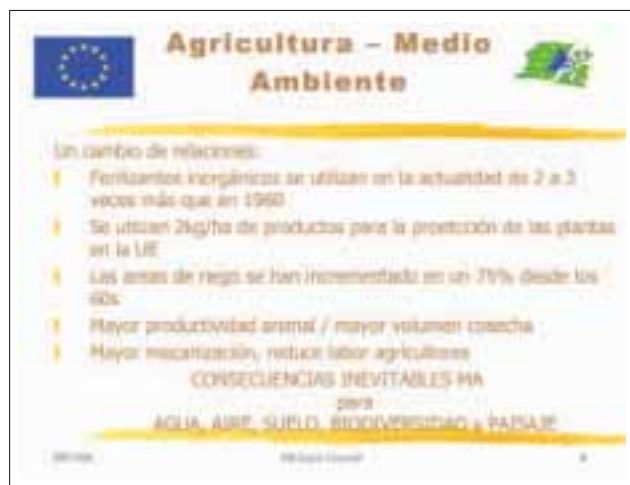 Agricultura – Medio
Ambiente
Un cambio de relaciones:
Fertilizantes inorgánicos se utilizan en la actualidad de 2 a 3
veces más que en 1960
Se utilizan 2kg/ha de productos para la protección de las plantas
en la UE
Las areas de riego se han incrementado en un 75% desde los
60s
Mayor productividad animal / mayor volumen cosecha
Mayor mecanización, reduce labor agricultores
CONSECUENCIAS INEVITABLES MA
para
AGUA, AIRE, SUELO, BIODIVERSIDAD y PAISAJE